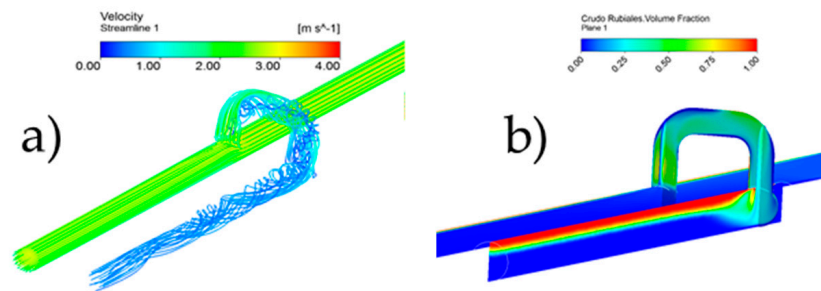 Velocity
Streamline 1
[m s^-1]
0.00 1.00 2.00 3.00 4.00
a)
Crudo Rubiales.Volume Fraction
Plane 1
0.00 0.25 0.50 0.75 1.00
b)